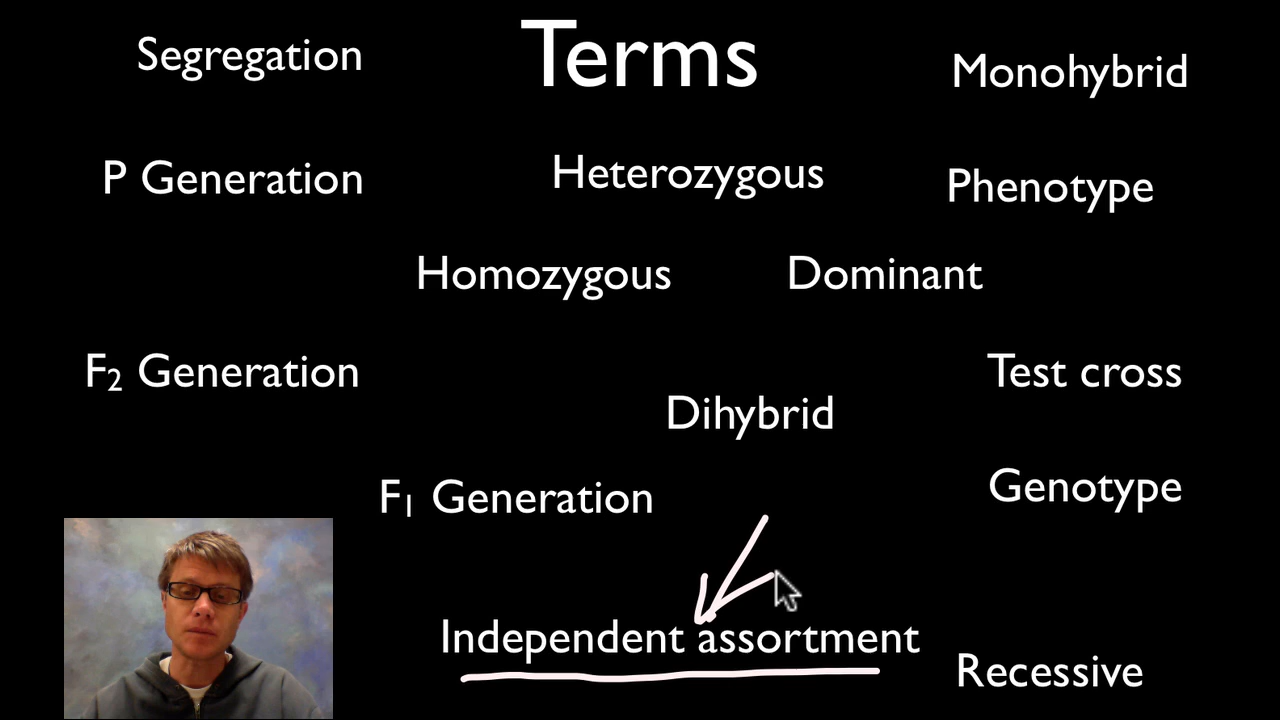 Terms
Segregation
Monohybrid
P Generation
Heterozygous
Phenotype
Homozygous
Dominant
F₂ Generation
Test cross
Dihybrid
F₁ Generation
Genotype
Independent assortment
Recessive